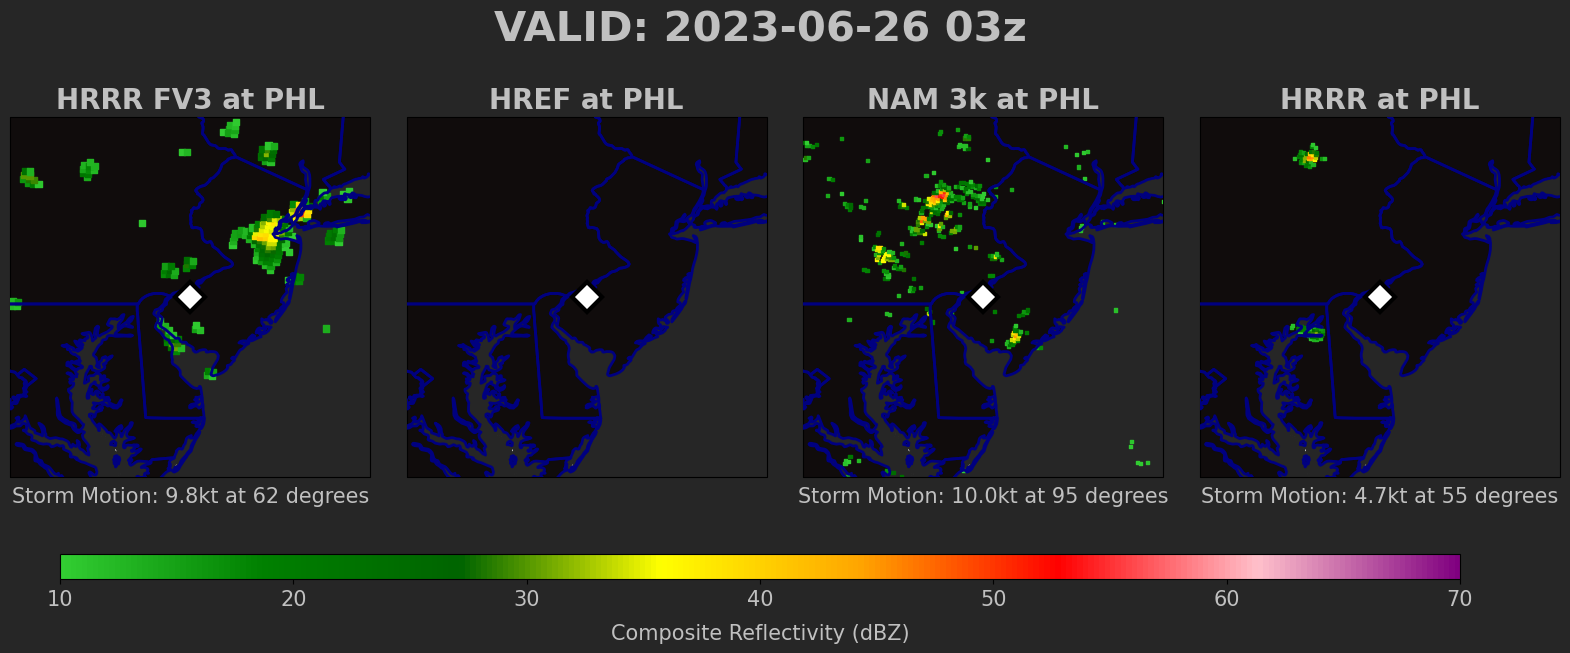 VALID: 2023-06-26 03z
HRRR FV3 at PHL
HREF at PHL
NAM 3k at PHL
HRRR at PHL
Storm Motion: 9.8kt at 62 degrees
Storm Motion: 10.0kt at 95 degrees
Storm Motion: 4.7kt at 55 degrees
10 20 30 40 50 60 70
Composite Reflectivity (dBZ)